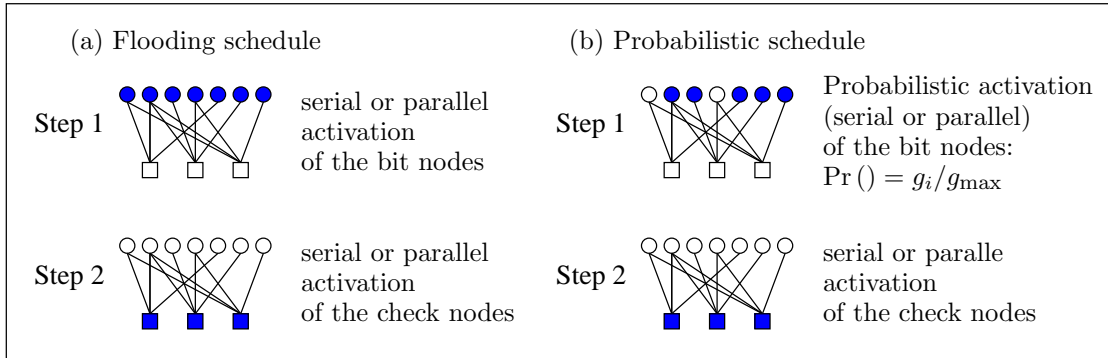 (a) Flooding schedule
Step 1
serial or parallel
activation
of the bit nodes
Step 2
serial or parallel
activation
of the check nodes
(b) Probabilistic schedule
Step 1
Probabilistic activation
(serial or parallel)
of the bit nodes:
Pr () = g_i/g_max
Step 2
serial or paralle
activation
of the check nodes